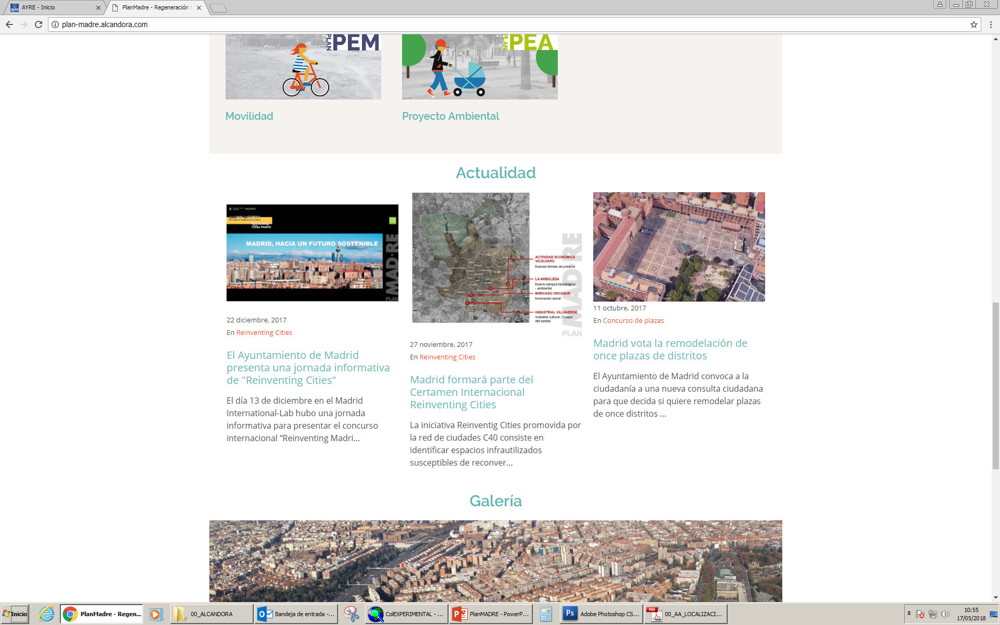 AYRE - Inicio
PlanMadre - Regeneración
plan-madre.alcandora.com
PLAN PEM
PLAN PEA
Movilidad
Proyecto Ambiental
Actualidad
MADRID
Cities Madrid
MADRID, HACIA UN FUTURO SOSTENIBLE
PLAN MAD-RE
22 diciembre, 2017
En Reinventing Cities
El Ayuntamiento de Madrid
presenta una jornada informativa
de "Reinventing Cities"
El día 13 de diciembre en el Madrid
International-Lab hubo una jornada
informativa para presentar el concurso
internacional “Reinventing Madri...
ACTIVIDAD ECONÓMICA
VICÁLVARO
Nuevas formas de producir
LA ARBOLEDA
Nuevo campus tecnológico
- ambiental
MERCADO ORCASUR
Innovación social
INDUSTRIAL VILLAVERDE
Industria cultural. Ciudad
del sonido
PLAN MAD-RE
27 noviembre, 2017
En Reinventing Cities
Madrid formará parte del
Certamen Internacional
Reinventing Cities
La iniciativa Reinventig Cities promovida por
la red de ciudades C40 consiste en
identificar espacios infrautilizados
susceptibles de reconver...
Google
11 octubre, 2017
En Concurso de plazas
Madrid vota la remodelación de
once plazas de distritos
El Ayuntamiento de Madrid convoca a la
ciudadanía a una nueva consulta ciudadana
para que decida si quiere remodelar plazas
de once distritos ...
Galería
Inicio
PlanMadre - Regen...
00_ALCANDORA
Bandeja de entrada -...
ColEXPERIMENTAL - ...
PlanMADRE - PowerP...
Adobe Photoshop CS...
00_AA_LOCALIZACI...
10:55
17/05/2018